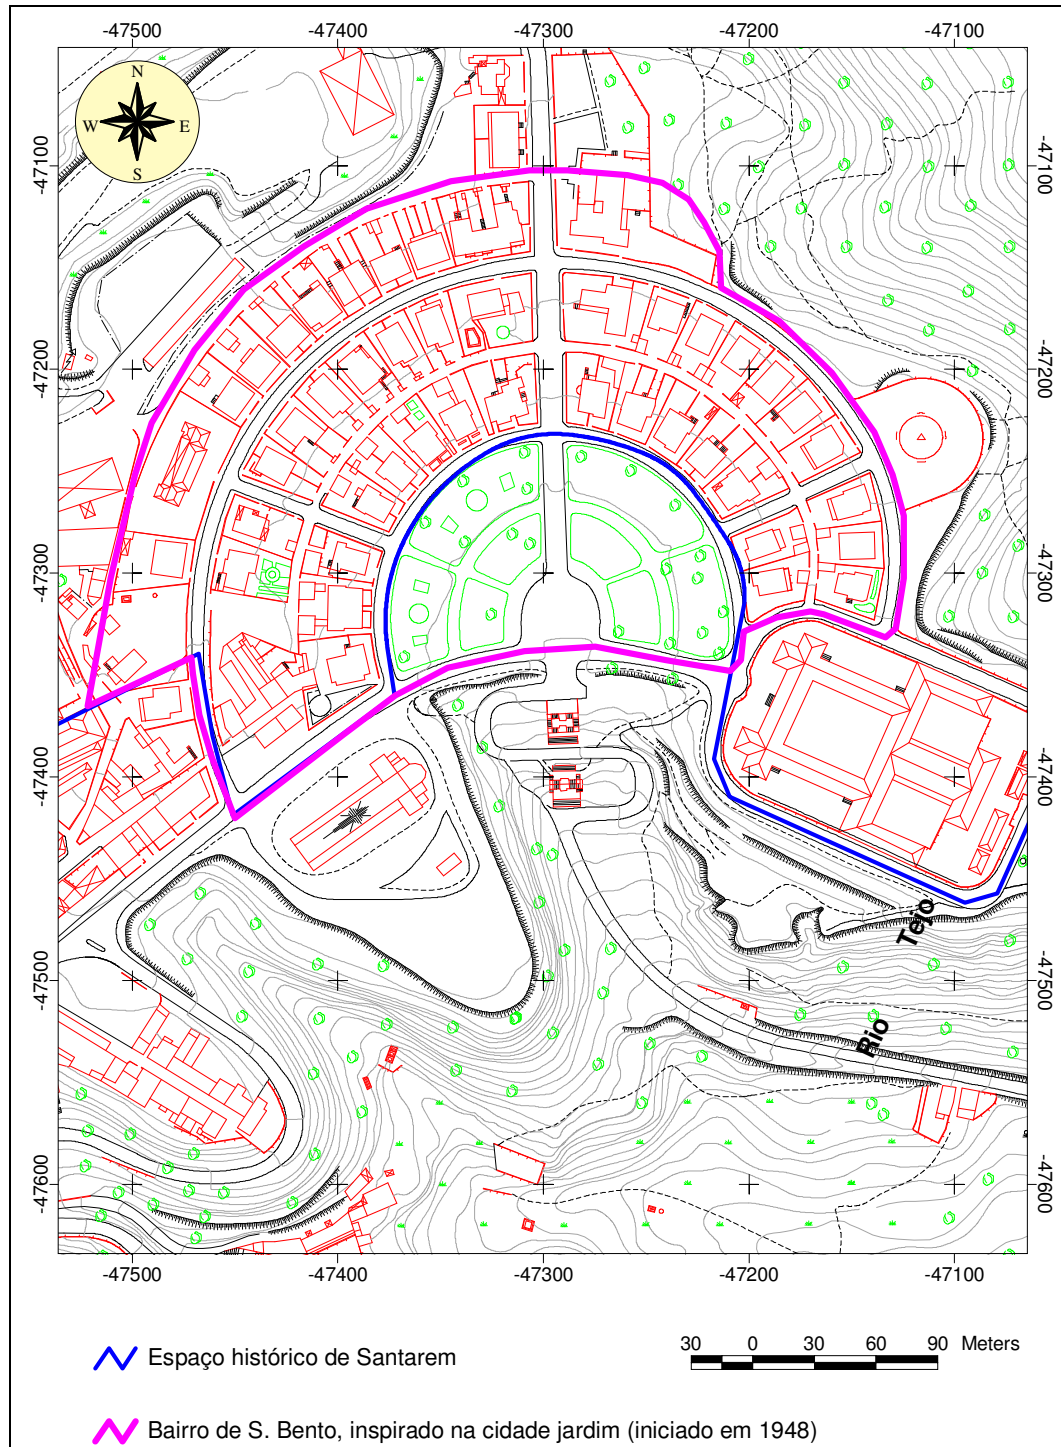 -47500 -47400 -47300 -47200 -47100
N
W E
S
-47100 -47100
-47200 -47200
-47300 -47300
-47400 -47400
Tejo
-47500 -47500
Rio
-47600 -47600
-47500 -47400 -47300 -47200 -47100
30 0 30 60 90 Meters
Espaço histórico de Santarem
Bairro de S. Bento, inspirado na cidade jardim (iniciado em 1948)